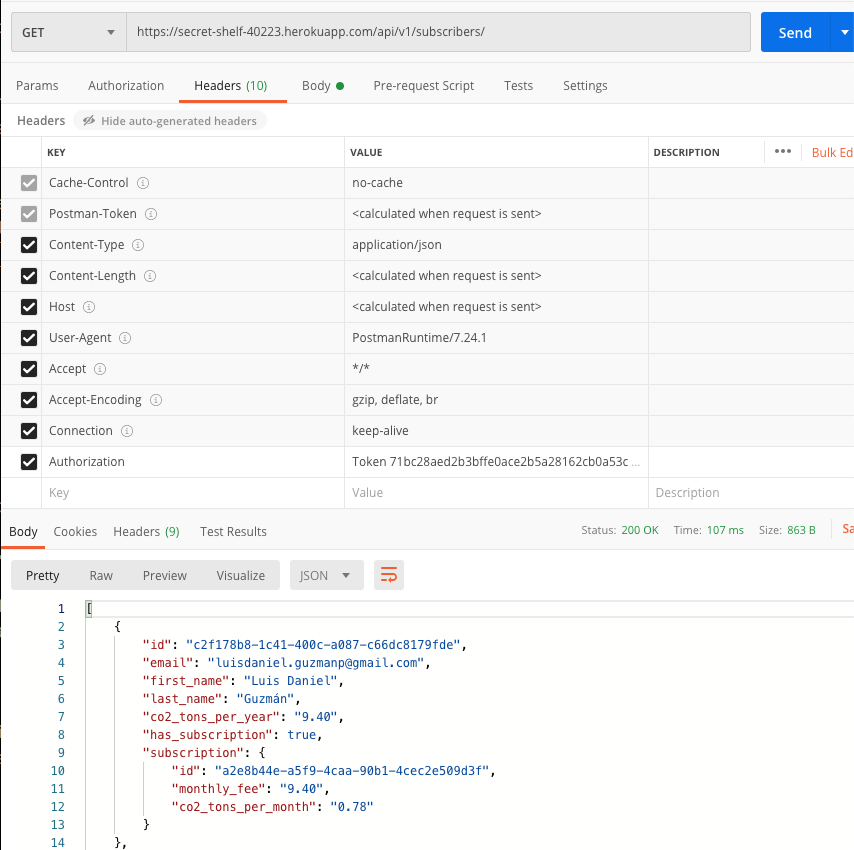 GET https://secret-shelf-40223.herokuapp.com/api/v1/subscribers/ Send
Params Authorization Headers (10) Body Pre-request Script Tests Settings
Headers Hide auto-generated headers
KEY VALUE DESCRIPTION ••• Bulk Ed
Cache-Control no-cache
Postman-Token <calculated when request is sent>
Content-Type application/json
Content-Length <calculated when request is sent>
Host <calculated when request is sent>
User-Agent PostmanRuntime/7.24.1
Accept */*
Accept-Encoding gzip, deflate, br
Connection keep-alive
Authorization Token 71bc28aed2b3bffe0ace2b5a28162cb0a53c ...
Key Value Description
Body Cookies Headers (9) Test Results Status: 200 OK Time: 107 ms Size: 863 B Sa
Pretty Raw Preview Visualize JSON
1 [
2 {
3 "id": "c2f178b8-1c41-400c-a087-c66dc8179fde",
4 "email": "luisdaniel.guzmanp@gmail.com",
5 "first_name": "Luis Daniel",
6 "last_name": "Guzmán",
7 "co2_tons_per_year": "9.40",
8 "has_subscription": true,
9 "subscription": {
10 "id": "a2e8b44e-a5f9-4caa-90b1-4cec2e509d3f",
11 "monthly_fee": "9.40",
12 "co2_tons_per_month": "0.78"
13 }
14 },